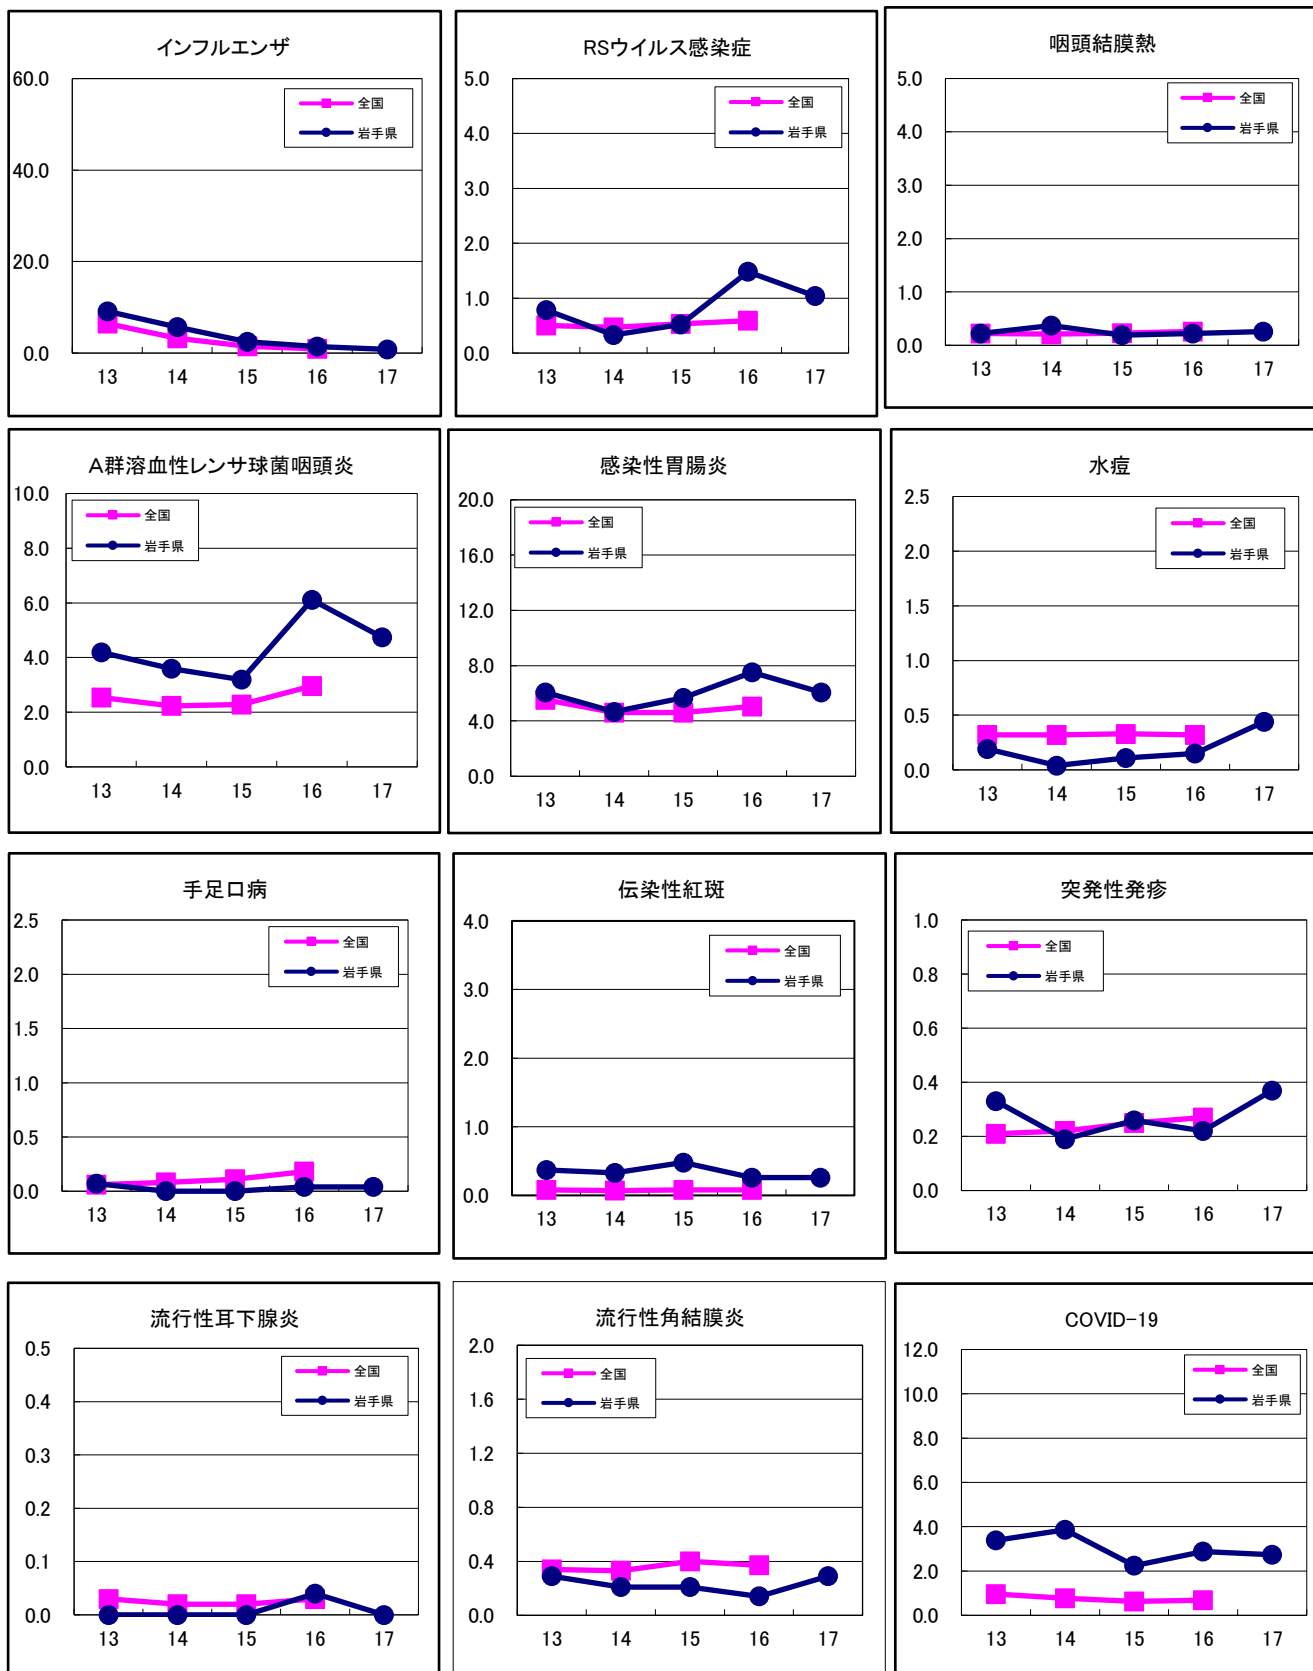 インフルエンザ
60.0
40.0
20.0
0.0
全国
岩手県
13 14 15 16 17
RSウイルス感染症
5.0
4.0
3.0
2.0
1.0
0.0
全国
岩手県
13 14 15 16 17
咽頭結膜熱
5.0
4.0
3.0
2.0
1.0
0.0
全国
岩手県
13 14 15 16 17
A群溶血性レンサ球菌咽頭炎
10.0
8.0
6.0
4.0
2.0
0.0
全国
岩手県
13 14 15 16 17
感染性胃腸炎
20.0
16.0
12.0
8.0
4.0
0.0
全国
岩手県
13 14 15 16 17
水痘
2.5
2.0
1.5
1.0
0.5
0.0
全国
岩手県
13 14 15 16 17
手足口病
2.5
2.0
1.5
1.0
0.5
0.0
全国
岩手県
13 14 15 16 17
伝染性紅斑
4.0
3.0
2.0
1.0
0.0
全国
岩手県
13 14 15 16 17
突発性発疹
1.0
0.8
0.6
0.4
0.2
0.0
全国
岩手県
13 14 15 16 17
流行性耳下腺炎
0.5
0.4
0.3
0.2
0.1
0.0
全国
岩手県
13 14 15 16 17
流行性角結膜炎
2.0
1.6
1.2
0.8
0.4
0.0
全国
岩手県
13 14 15 16 17
COVID-19
12.0
10.0
8.0
6.0
4.0
2.0
0.0
全国
岩手県
13 14 15 16 17